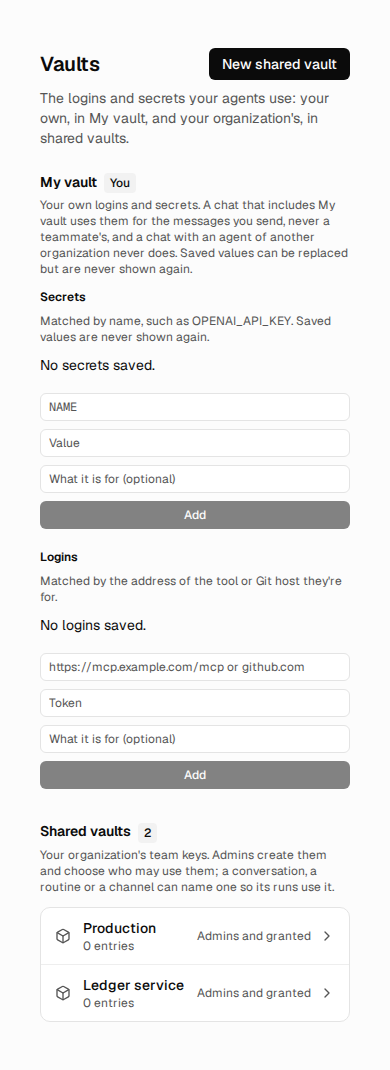 Vaults
New shared vault
The logins and secrets your agents use: your
own, in My vault, and your organization's, in
shared vaults.
My vault You
Your own logins and secrets. A chat that includes My
vault uses them for the messages you send, never a
teammate's, and a chat with an agent of another
organization never does. Saved values can be replaced
but are never shown again.
Secrets
Matched by name, such as OPENAI_API_KEY. Saved
values are never shown again.
No secrets saved.
NAME
Value
What it is for (optional)
Add
Logins
Matched by the address of the tool or Git host they're
for.
No logins saved.
https://mcp.example.com/mcp or github.com
Token
What it is for (optional)
Add
Shared vaults 2
Your organization's team keys. Admins create them
and choose who may use them; a conversation, a
routine or a channel can name one so its runs use it.
Production
0 entries
Admins and granted
Ledger service
0 entries
Admins and granted